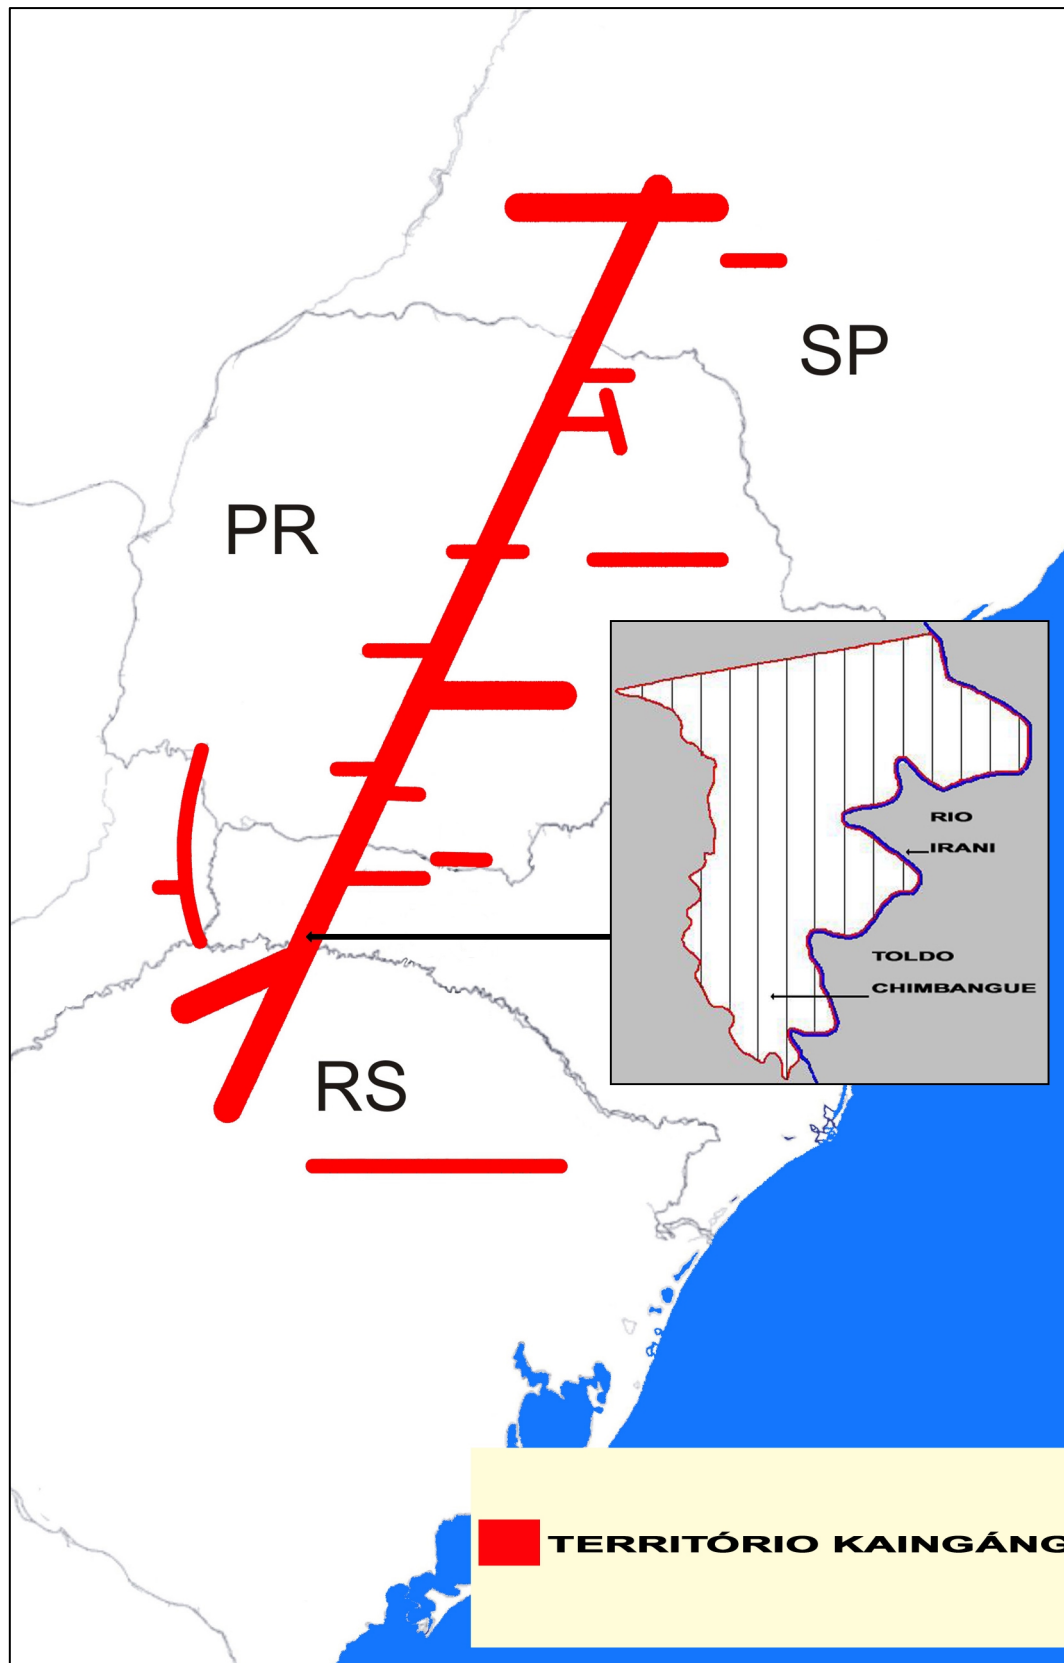 SP
PR
RIO
IRANI
TOLDO
CHIMBANGUE
RS
TERRITÓRIO KAINGÁNG